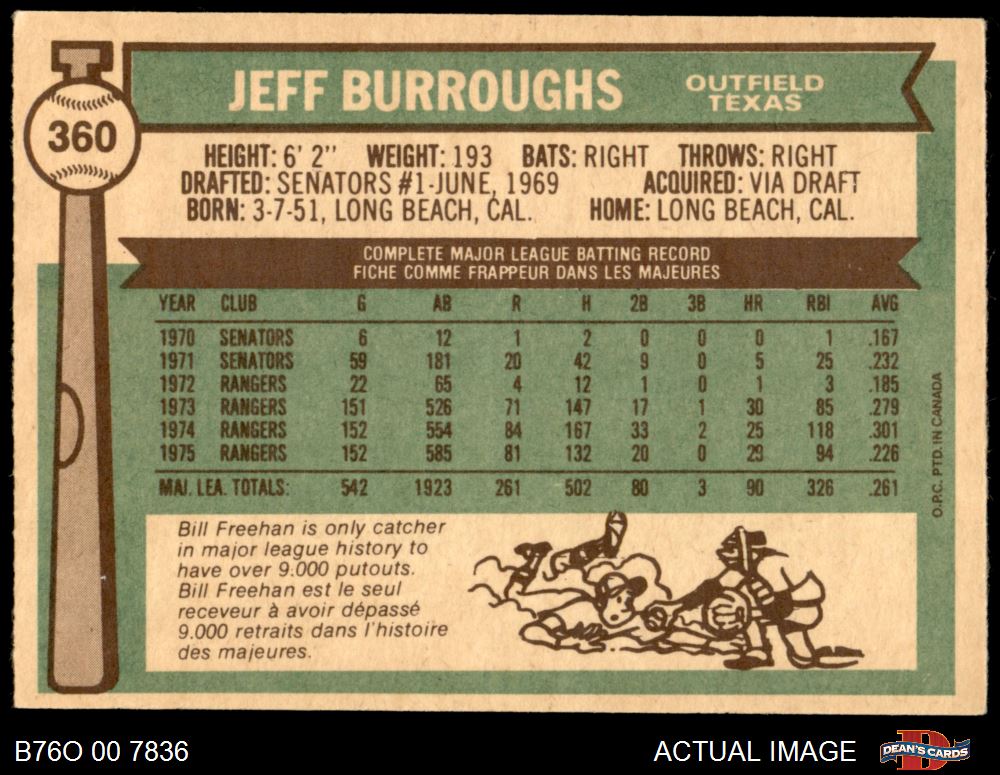 360
JEFF BURROUGHS
OUTFIELD
TEXAS
HEIGHT: 6' 2" WEIGHT: 193 BATS: RIGHT THROWS: RIGHT
DRAFTED: SENATORS #1-JUNE, 1969 ACQUIRED: VIA DRAFT
BORN: 3-7-51, LONG BEACH, CAL. HOME: LONG BEACH, CAL.
COMPLETE MAJOR LEAGUE BATTING RECORD
FICHE COMME FRAPPEUR DANS LES MAJEURES
YEAR CLUB G AB R H 2B 3B HR RBI AVG
1970 SENATORS 6 12 1 2 0 0 0 1 .167
1971 SENATORS 59 181 20 42 9 0 5 25 .232
1972 RANGERS 22 65 4 12 1 0 1 3 .185
1973 RANGERS 151 526 71 147 17 1 30 85 .279
1974 RANGERS 152 554 84 167 33 2 25 118 .301
1975 RANGERS 152 585 81 132 20 0 29 94 .226
MAJ. LEA. TOTALS: 542 1923 261 502 80 3 90 326 .261
O.P.C. PTD. IN CANADA
Bill Freehan is only catcher
in major league history to
have over 9.000 putouts.
Bill Freehan est le seul
receveur à avoir dépassé
9.000 retraits dans l'histoire
des majeures.
B76O 00 7836
ACTUAL IMAGE
DEAN'S CARDS